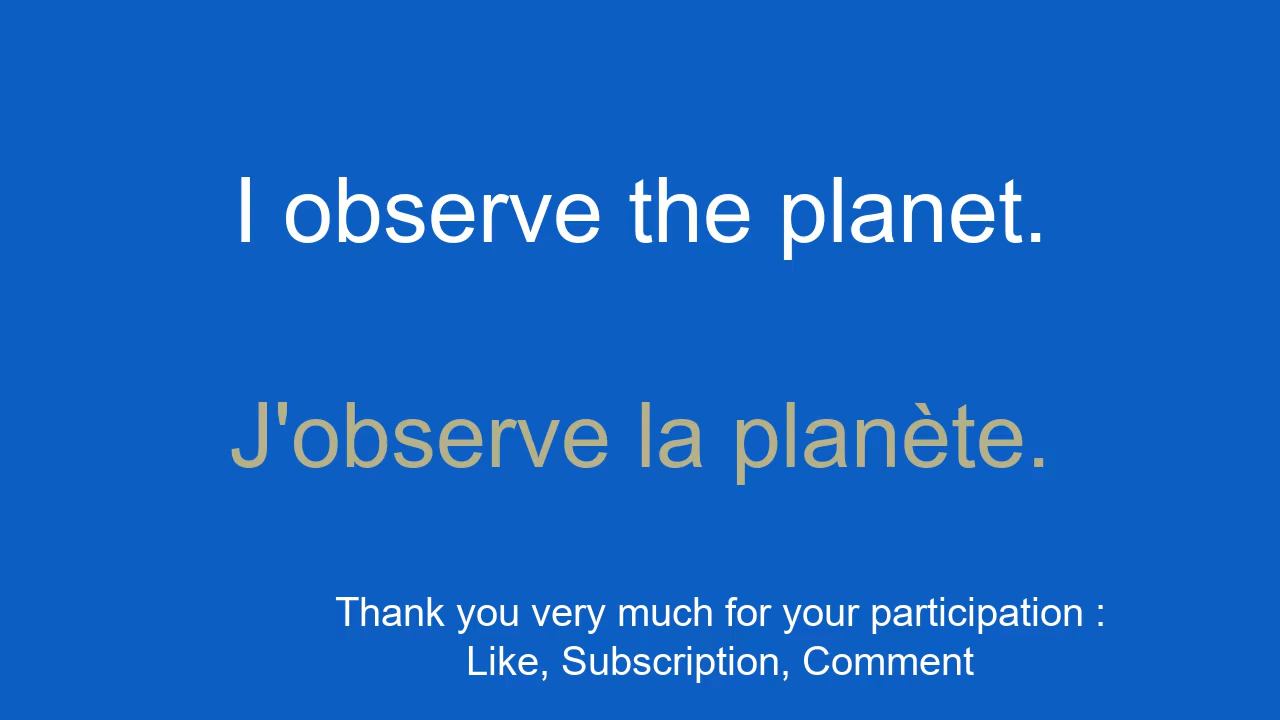 I observe the planet.
J'observe la planète.
Thank you very much for your participation :
Like, Subscription, Comment